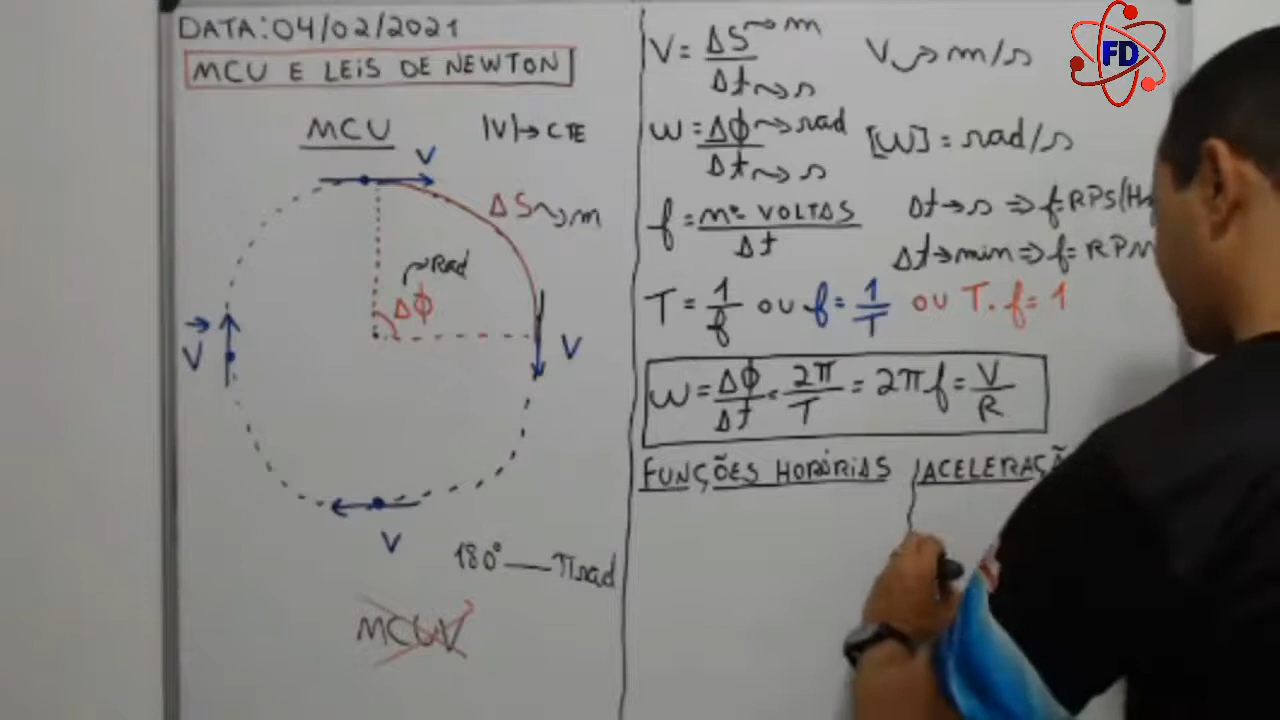 DATA: 04/02/2021
MCU E LEIS DE NEWTON
MCU
|V|→ CTE
V
ΔS⤳m
Rad
Δϕ
V
V
V
180° — π rad
MCUV
V = ΔS⤳m / Δt⤳s
V⤳m/s
ω = Δϕ⤳rad / Δt⤳s
[ω] = rad/s
f = nº VOLTAS / Δt
Δt→s ⇒ f=RPS(Hz
Δt→min ⇒ f= RPM
T = 1/f OU f = 1/T OU T. f = 1
ω = Δϕ/Δt = 2π/T = 2πf = V/R
FUNÇÕES HORÁRIAS
ACELERAÇÃ
FD